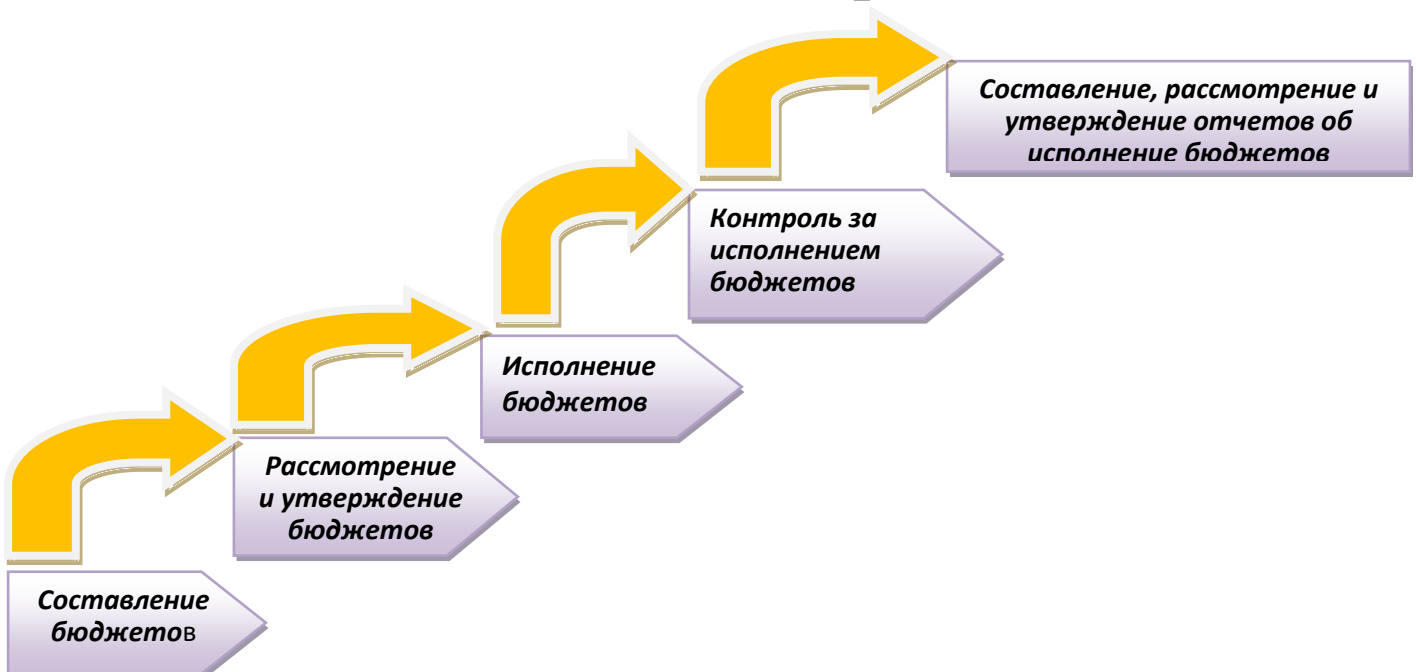 Составление, рассмотрение и
утверждение отчетов об
исполнение бюджетов
Контроль за
исполнением
бюджетов
Исполнение
бюджетов
Рассмотрение
и утверждение
бюджетов
Составление
бюджетов